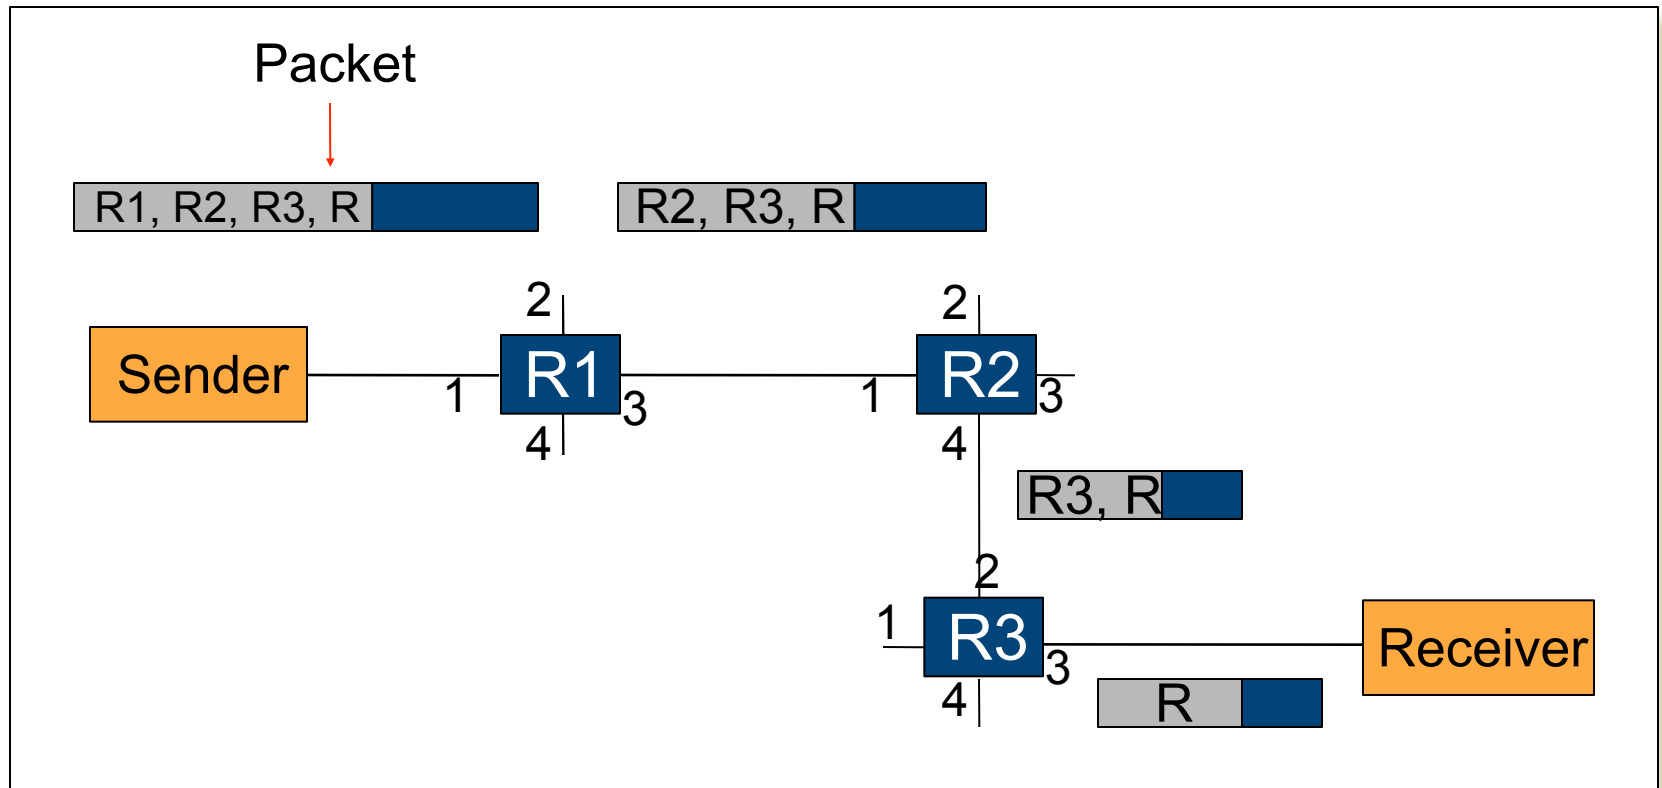 Packet
R1, R2, R3, R
R2, R3, R
2
2
Sender
R1
R2
1
3
1
3
4
4
R3, R
2
1
R3
Receiver
3
4
R